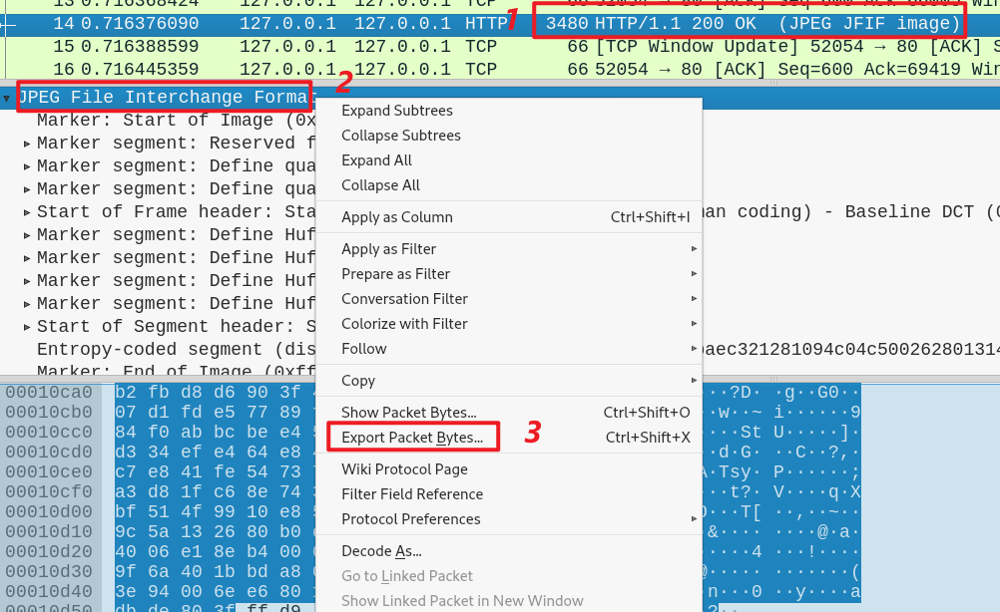 13 0.716368424 127.0.0.1 127.0.0.1 TCP
14 0.716376090 127.0.0.1 127.0.0.1 HTTP 1 3480 HTTP/1.1 200 OK (JPEG JFIF image)
15 0.716388599 127.0.0.1 127.0.0.1 TCP 66 [TCP Window Update] 52054 → 80 [ACK] S
16 0.716445359 127.0.0.1 127.0.0.1 TCP 66 52054 → 80 [ACK] Seq=600 Ack=69419 Win
2
JPEG File Interchange Format
Marker: Start of Image (0x
Marker segment: Reserved f
Marker segment: Define qua
Marker segment: Define qua
Start of Frame header: Sta
man coding) - Baseline DCT (0
Marker segment: Define Huf
Marker segment: Define Huf
Marker segment: Define Huf
Marker segment: Define Huf
Start of Segment header: S
Entropy-coded segment (dis
aec321281094c04c500262801314
Marker: End of Image (0xff
Expand Subtrees
Collapse Subtrees
Expand All
Collapse All
Apply as Column Ctrl+Shift+I
Apply as Filter
Prepare as Filter
Conversation Filter
Colorize with Filter
Follow
Copy
Show Packet Bytes... Ctrl+Shift+O
Export Packet Bytes... 3 Ctrl+Shift+X
Wiki Protocol Page
Filter Field Reference
Protocol Preferences
Decode As...
Go to Linked Packet
Show Linked Packet in New Window
00010ca0 b2 fb d8 d6 90 3f ··?D· ·g··G0··
00010cb0 07 d1 fd e5 77 89 ··w··~ i······9
00010cc0 84 f0 ab bc be e4 ····St U·····]·
00010cd0 d3 34 ef e4 64 e8 ··d·G· ··C··?,·
00010ce0 c7 e8 41 fe 54 73 A·Tsy· P······;
00010cf0 a3 d8 1f c6 8e 74 ···t?· V····q·X
00010d00 bf 51 4f 99 10 e8 ···T[ ··,··~··
00010d10 9c 5a 13 26 80 b0 ·&···· ····@·a·
00010d20 40 06 e1 8e b4 00 ·····4 ···!····
00010d30 9f 6a 40 1b bd a8 @····· ·······(
00010d40 3e 94 00 6e e6 80 ·n···0 ··y····a
00010d50 db de 80 3f ff d9 ·?··